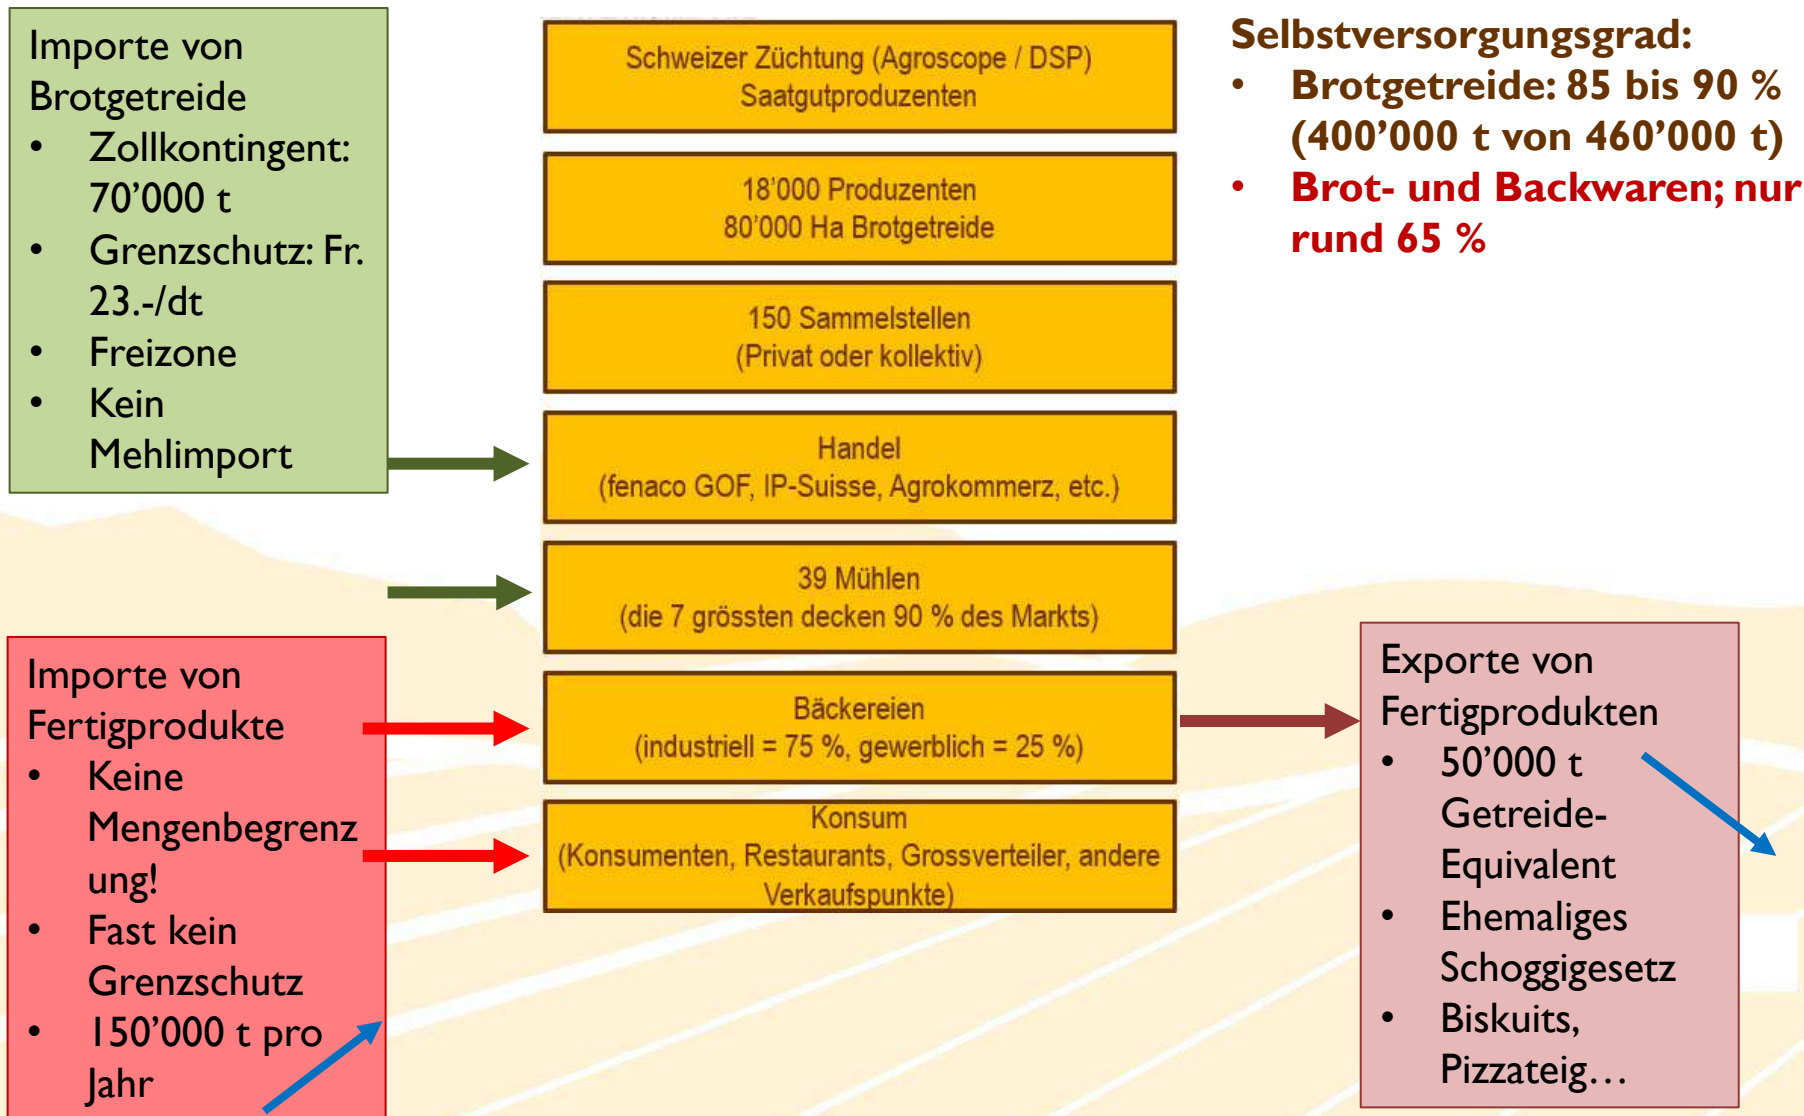 Importe von
Brotgetreide
• Zollkontingent:
70’000 t
• Grenzschutz: Fr.
23.-/dt
• Freizone
• Kein
Mehlimport
Schweizer Züchtung (Agroscope / DSP)
Saatgutproduzenten
18’000 Produzenten
80’000 Ha Brotgetreide
150 Sammelstellen
(Privat oder kollektiv)
Handel
(fenaco GOF, IP-Suisse, Agrokommerz, etc.)
39 Mühlen
(die 7 grössten decken 90 % des Markts)
Bäckereien
(industriell = 75 %, gewerblich = 25 %)
Konsum
(Konsumenten, Restaurants, Grossverteiler, andere
Verkaufspunkte)
Selbstversorgungsgrad:
• Brotgetreide: 85 bis 90 %
(400’000 t von 460’000 t)
• Brot- und Backwaren; nur
rund 65 %
Importe von
Fertigprodukte
• Keine
Mengenbegrenz
ung!
• Fast kein
Grenzschutz
• 150’000 t pro
Jahr
Exporte von
Fertigprodukten
• 50’000 t
Getreide-
Equivalent
• Ehemaliges
Schoggigesetz
• Biskuits,
Pizzateig…